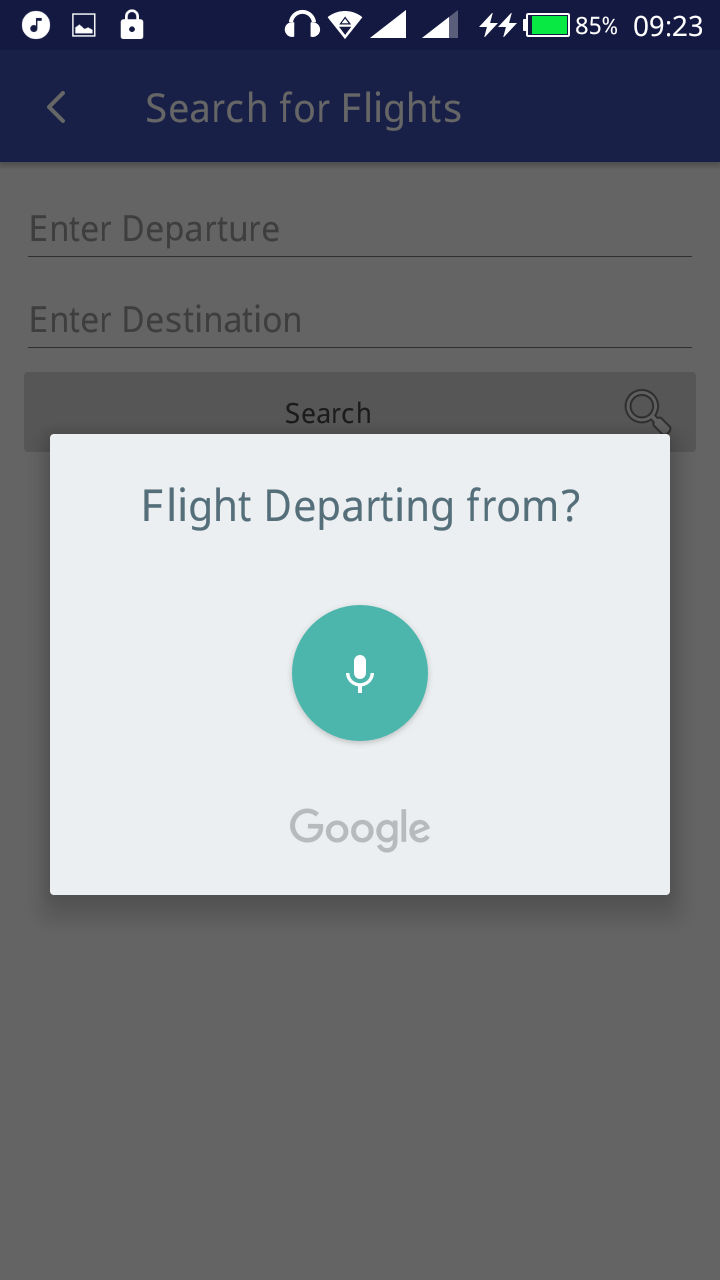 85% 09:23
Search for Flights
Enter Departure
Enter Destination
Search
Flight Departing from?
Google